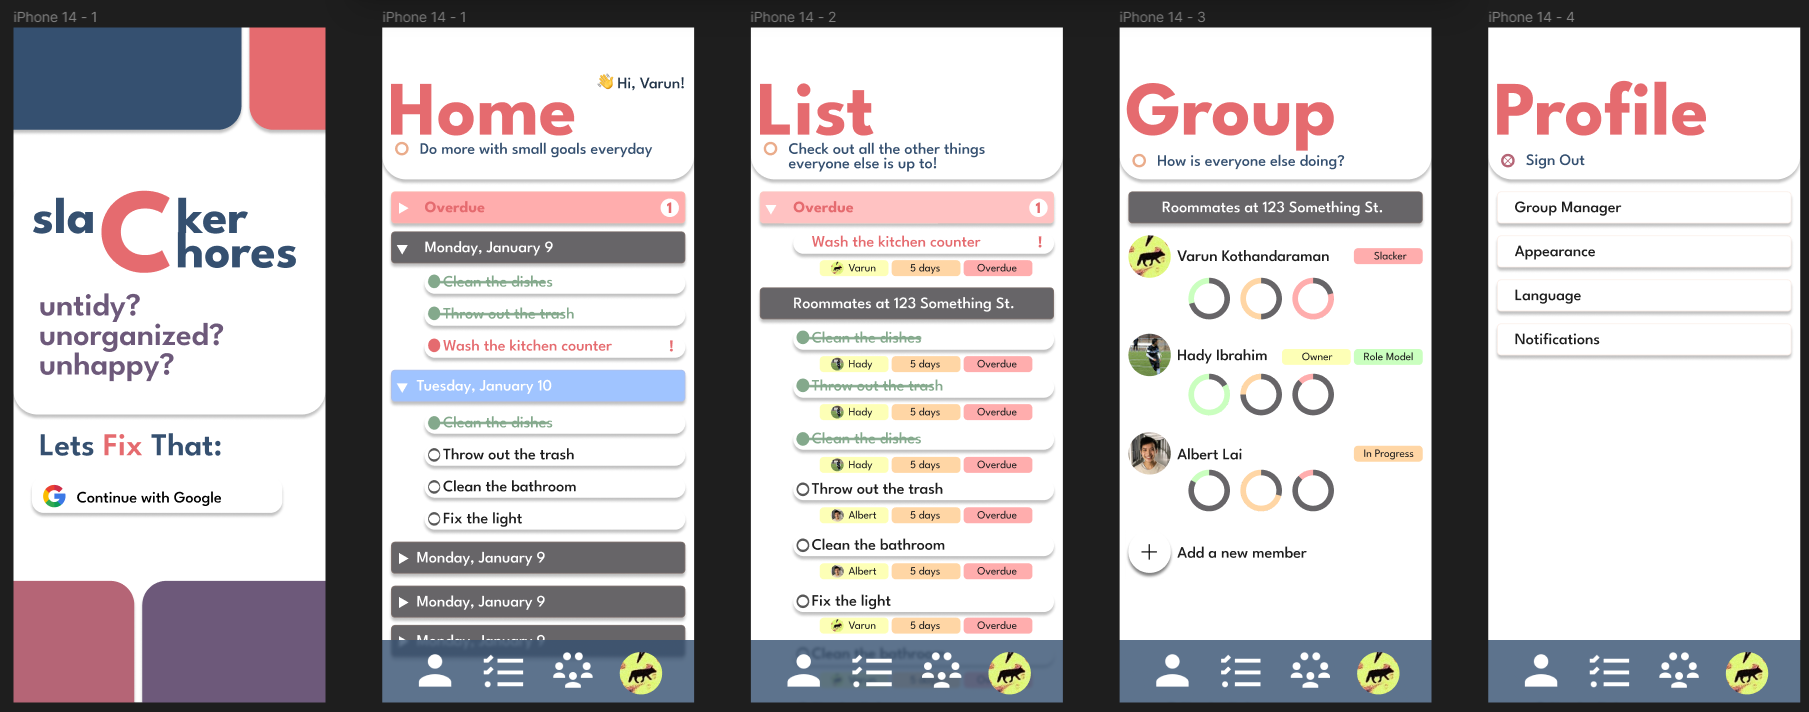 iPhone 14 - 1
slaCker
Chores
untidy?
unorganized?
unhappy?
Lets Fix That:
Continue with Google
iPhone 14 - 1
👋 Hi, Varun!
Home
Do more with small goals everyday
Overdue 1
Monday, January 9
Clean the dishes
Throw out the trash
Wash the kitchen counter !
Tuesday, January 10
Clean the dishes
Throw out the trash
Clean the bathroom
Fix the light
Monday, January 9
Monday, January 9
Monday, January 9
iPhone 14 - 2
List
Check out all the other things
everyone else is up to!
Overdue 1
Wash the kitchen counter !
Varun 5 days Overdue
Roommates at 123 Something St.
Clean the dishes
Hady 5 days Overdue
Throw out the trash
Hady 5 days Overdue
Clean the dishes
Hady 5 days Overdue
Throw out the trash
Albert 5 days Overdue
Clean the bathroom
Albert 5 days Overdue
Fix the light
Varun 5 days Overdue
Clean the bathroom
iPhone 14 - 3
Group
How is everyone else doing?
Roommates at 123 Something St.
Varun Kothandaraman Slacker
Hady Ibrahim Owner Role Model
Albert Lai In Progress
Add a new member
iPhone 14 - 4
Profile
Sign Out
Group Manager
Appearance
Language
Notifications